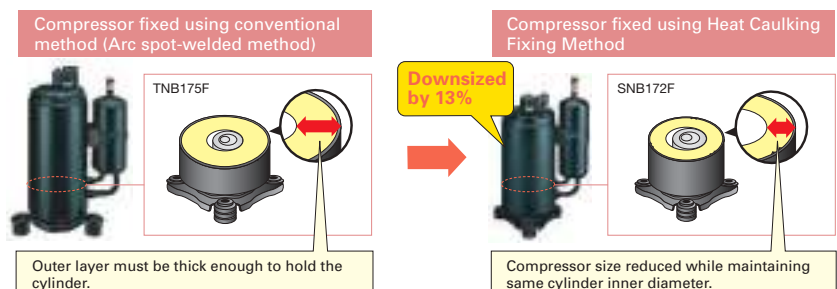 Compressor fixed using conventional
method (Arc spot-welded method)
TNB175F
Outer layer must be thick enough to hold the
cylinder.
Downsized
by 13%
Compressor fixed using Heat Caulking
Fixing Method
SNB172F
Compressor size reduced while maintaining
same cylinder inner diameter.